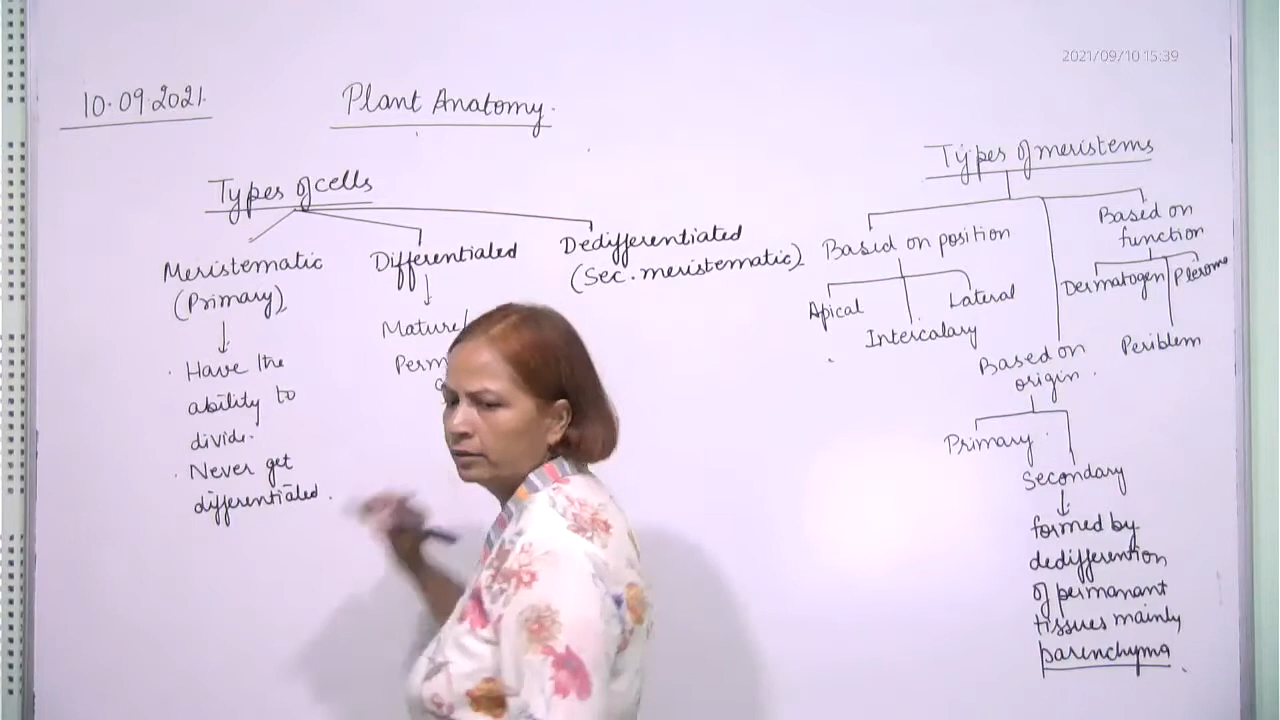 2021/09/10 15:39
10.09.2021.
Plant Anatomy.
Types of cells
Meristematic
(Primary)
Have the
ability to
divide.
Never get
differentiated.
Differentiated
Mature/
Dedifferentiated
(Sec. meristematic)
Types of meristems
Based on position
Apical
Intercalary
Lateral
Based on
origin.
Primary
Secondary
formed by
dedifferention
of permanant
tissues mainly
parenchyma
Based on
function
Dermatogen
Periblem
Plerome